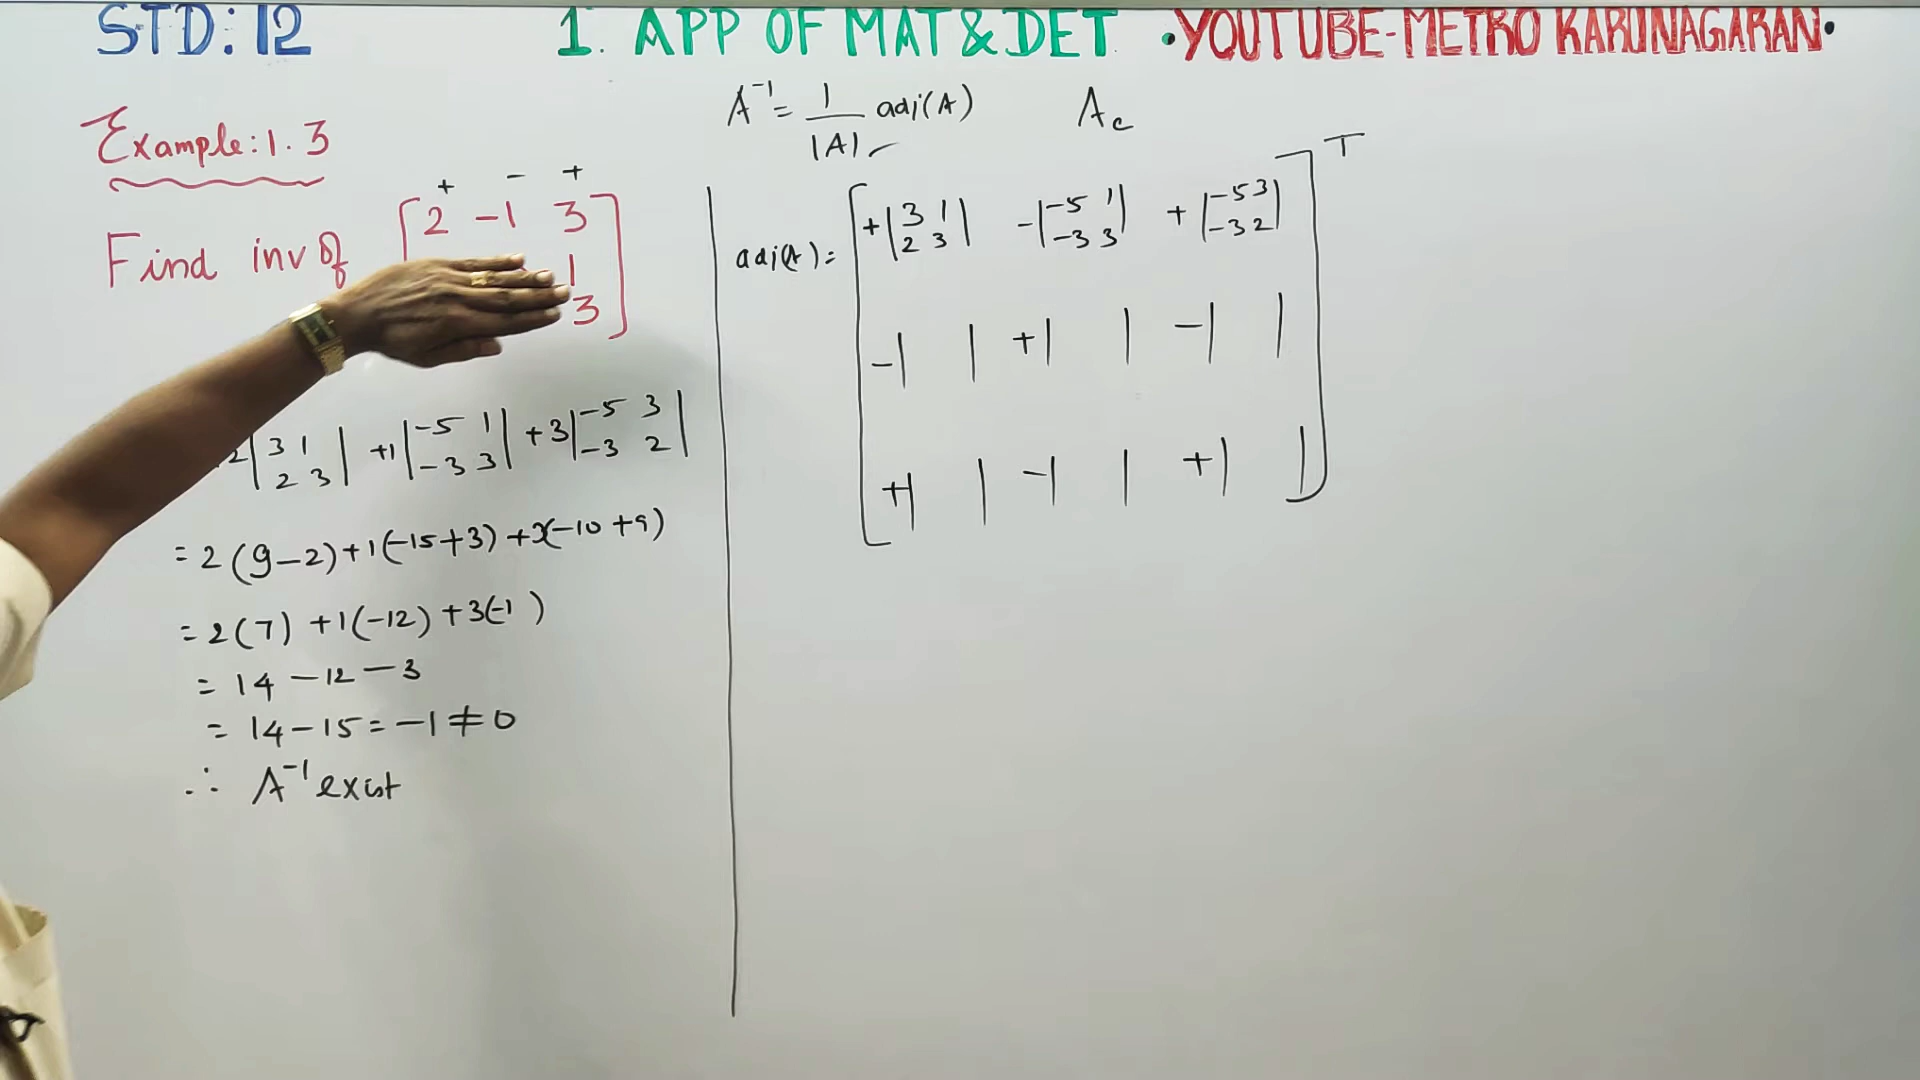 STD: 12
1. APP OF MAT & DET
•YOUTUBE-METRO KARUNAGARAN•
Example: 1.3
Find inv of
+ - +
2 -1 3
1
3
2 |3 1| +1 |-5 1| +3 |-5 3|
|2 3| |-3 3| |-3 2|
= 2(9-2)+1(-15+3)+3(-10+9)
= 2(7) +1(-12) +3(-1)
= 14 -12 -3
= 14-15 = -1 ≠ 0
∴ A⁻¹ exist
A⁻¹ = 1/|A| adj(A)
Ac
adj(A) = [ +|3 1| -|-5 1| +|-5 3| ]ᵀ
|2 3| |-3 3| |-3 2|
-| | +| | -| |
+| | -| | +| |